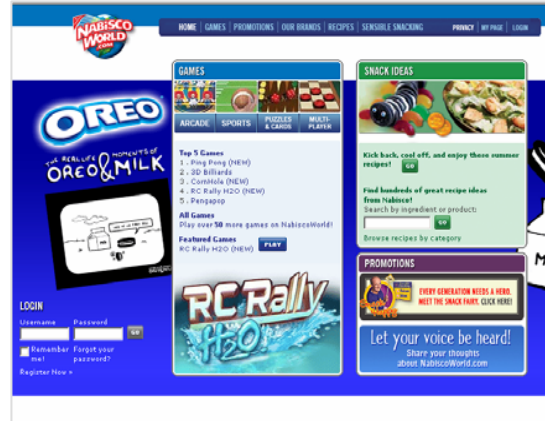 NABISCO
WORLD
.COM
HOME GAMES PROMOTIONS OUR BRANDS RECIPES SENSIBLE SNACKING PRIVACY MY PAGE LOGIN
OREO
THE REAL LIFE MOMENTS OF
OREO & MILK
LOGIN
Username Password
GO
Remember me!
Forgot your password?
Register Now »
GAMES
ARCADE SPORTS PUZZLES & CARDS MULTI-PLAYER
Top 5 Games
1 . Ping Pong (NEW)
2 . 3D Billiards
3 . CornHole (NEW)
4 . RC Rally H2O (NEW)
5 . Pengapop
All Games
Play over 50 more games on NabiscoWorld!
Featured Games
RC Rally H2O (NEW) PLAY
RC Rally
H2O
SNACK IDEAS
Kick back, cool off, and enjoy these summer
recipes! GO
Find hundreds of great recipe ideas
from Nabisco!
Search by ingredient or product:
GO
Browse recipes by category
PROMOTIONS
EVERY GENERATION NEEDS A HERO.
MEET THE SNACK FAIRY. CLICK HERE!
Let your voice be heard!
Share your thoughts
about NabiscoWorld.com